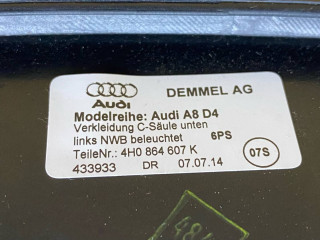 Audi DEMMEL AG
Modelreihe: Audi A8 D4
Verkleidung C-Säule unten
links NWB beleuchtet 6PS
TeileNr.: 4H0 864 607 K 07S
433933 DR 07.07.14